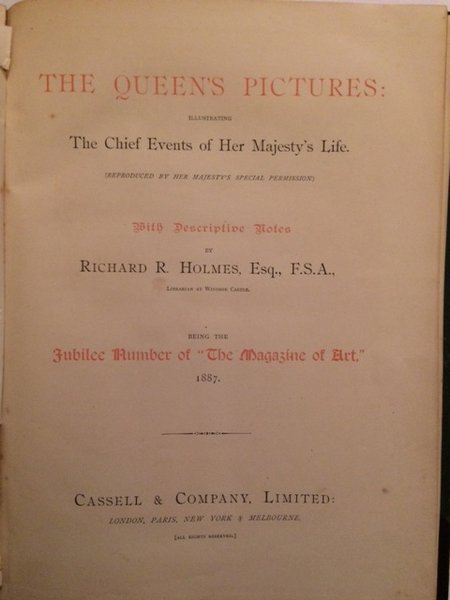 THE QUEEN'S PICTURES:
ILLUSTRATING
The Chief Events of Her Majesty's Life.
(REPRODUCED BY HER MAJESTY'S SPECIAL PERMISSION)
With Descriptive Notes
BY
RICHARD R. HOLMES, ESQ., F.S.A.,
LIBRARIAN AT WINDSOR CASTLE.
BEING THE
Jubilee Number of "The Magazine of Art,"
1887.
CASSELL & COMPANY, LIMITED:
LONDON, PARIS, NEW YORK & MELBOURNE.
[ALL RIGHTS RESERVED.]